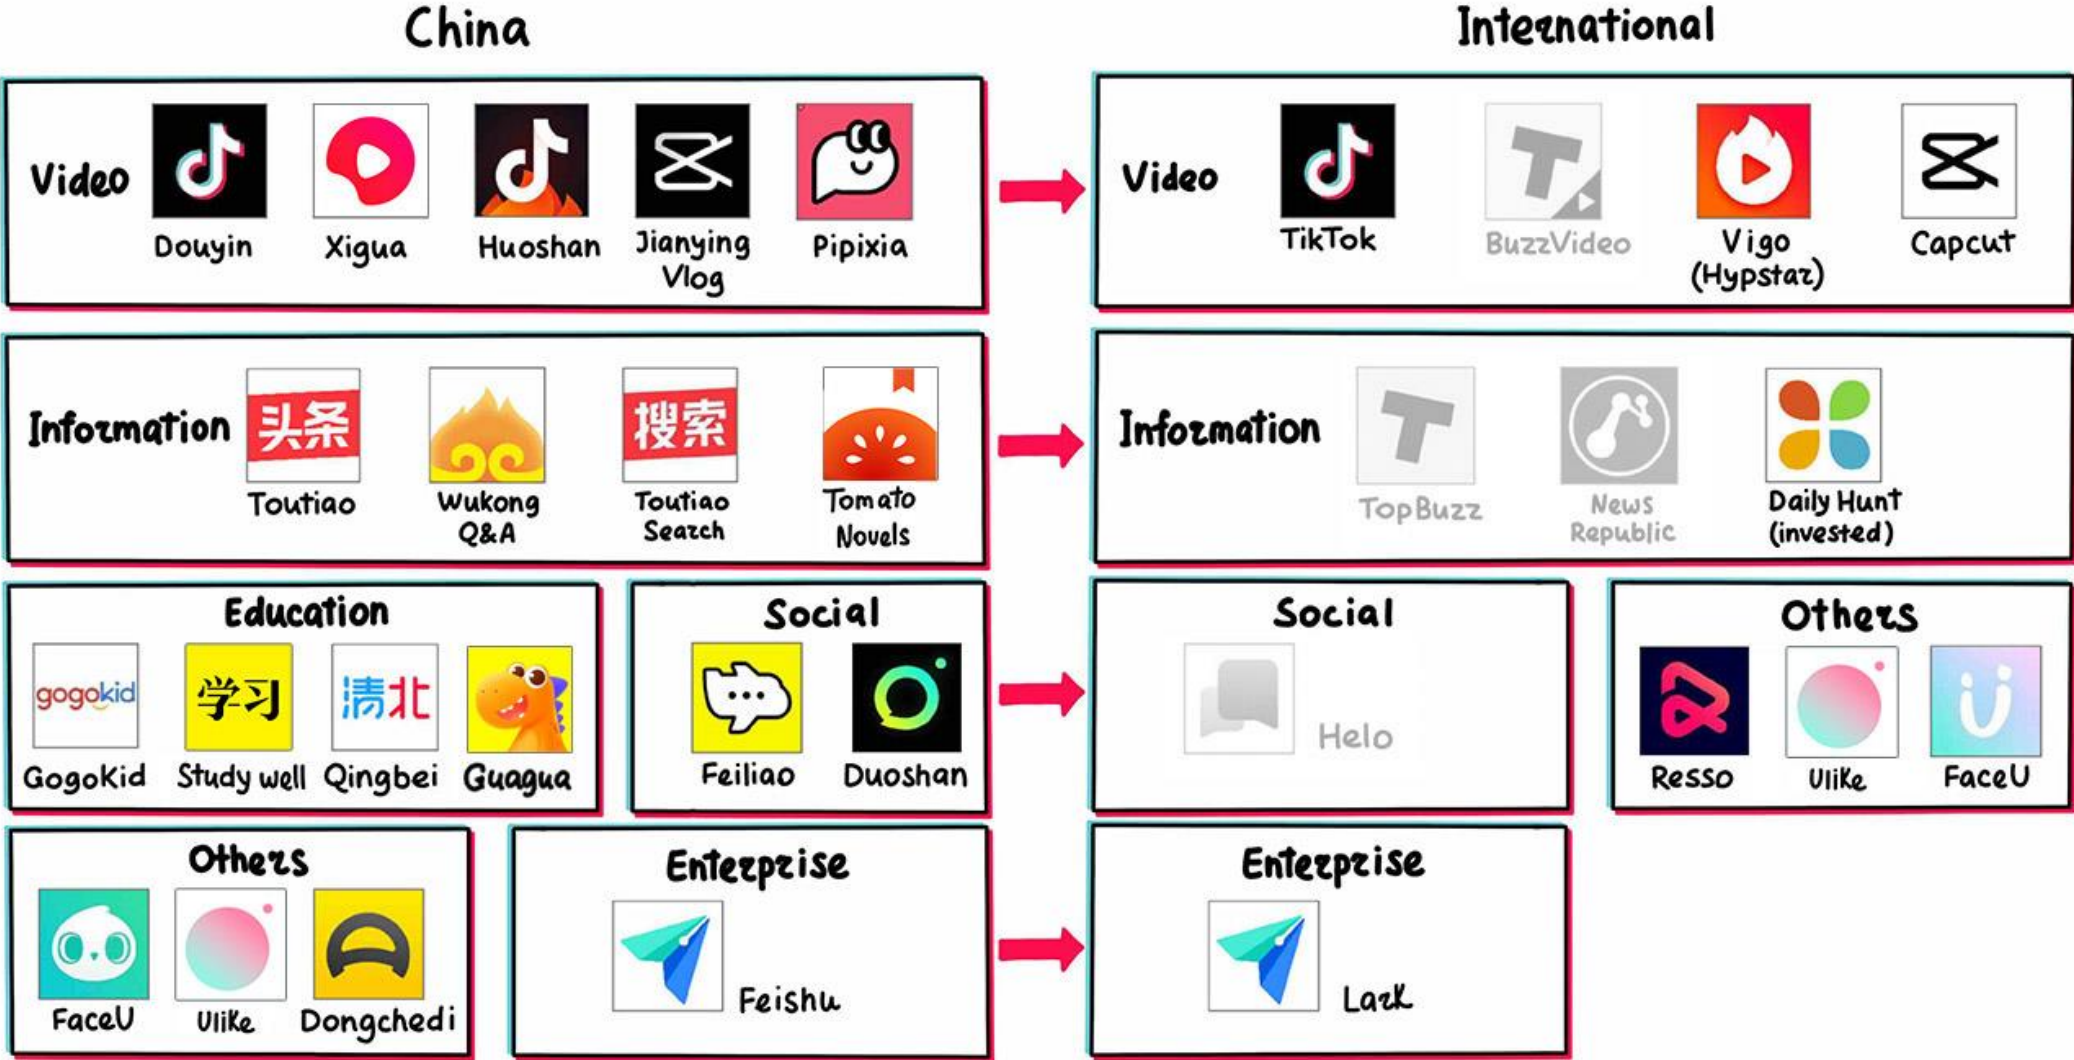 China
International
Video
Douyin
Xigua
Huoshan
Jianying
Vlog
Pipixia
Video
TikTok
BuzzVideo
Vigo
(Hypstar)
Capcut
Information
头条
Toutiao
Wukong
Q&A
搜索
Toutiao
Search
Tomato
Novels
Information
TopBuzz
News
Republic
Daily Hunt
(invested)
Education
gogokid
GogoKid
学习
Study well
清北
Qingbei
Guagua
Social
Feiliao
Duoshan
Social
Helo
Others
Resso
Ulike
FaceU
Others
FaceU
Ulike
Dongchedi
Enterprise
Feishu
Enterprise
Lark